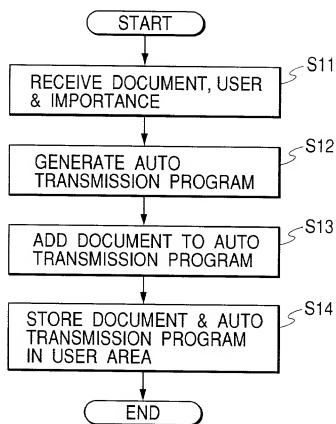 START
S11
RECEIVE DOCUMENT, USER
& IMPORTANCE
S12
GENERATE AUTO
TRANSMISSION PROGRAM
S13
ADD DOCUMENT TO AUTO
TRANSMISSION PROGRAM
S14
STORE DOCUMENT & AUTO
TRANSMISSION PROGRAM
IN USER AREA
END